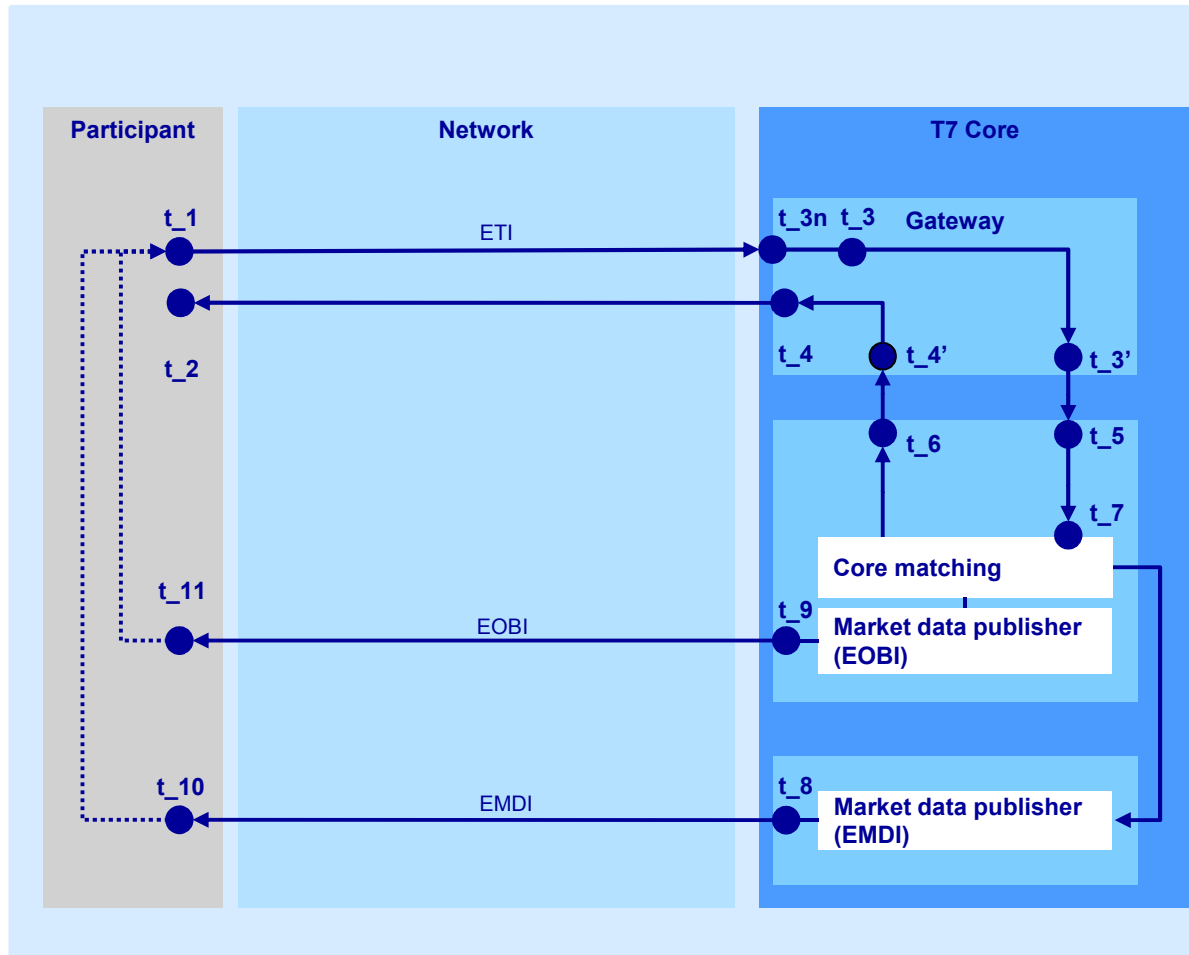 Participant
Network
T7 Core
t_1
ETI
t_3n
t_3
Gateway
t_2
t_4
t_4’
t_3’
t_6
t_5
t_7
Core matching
t_11
EOBI
t_9
Market data publisher
(EOBI)
t_10
EMDI
t_8
Market data publisher
(EMDI)